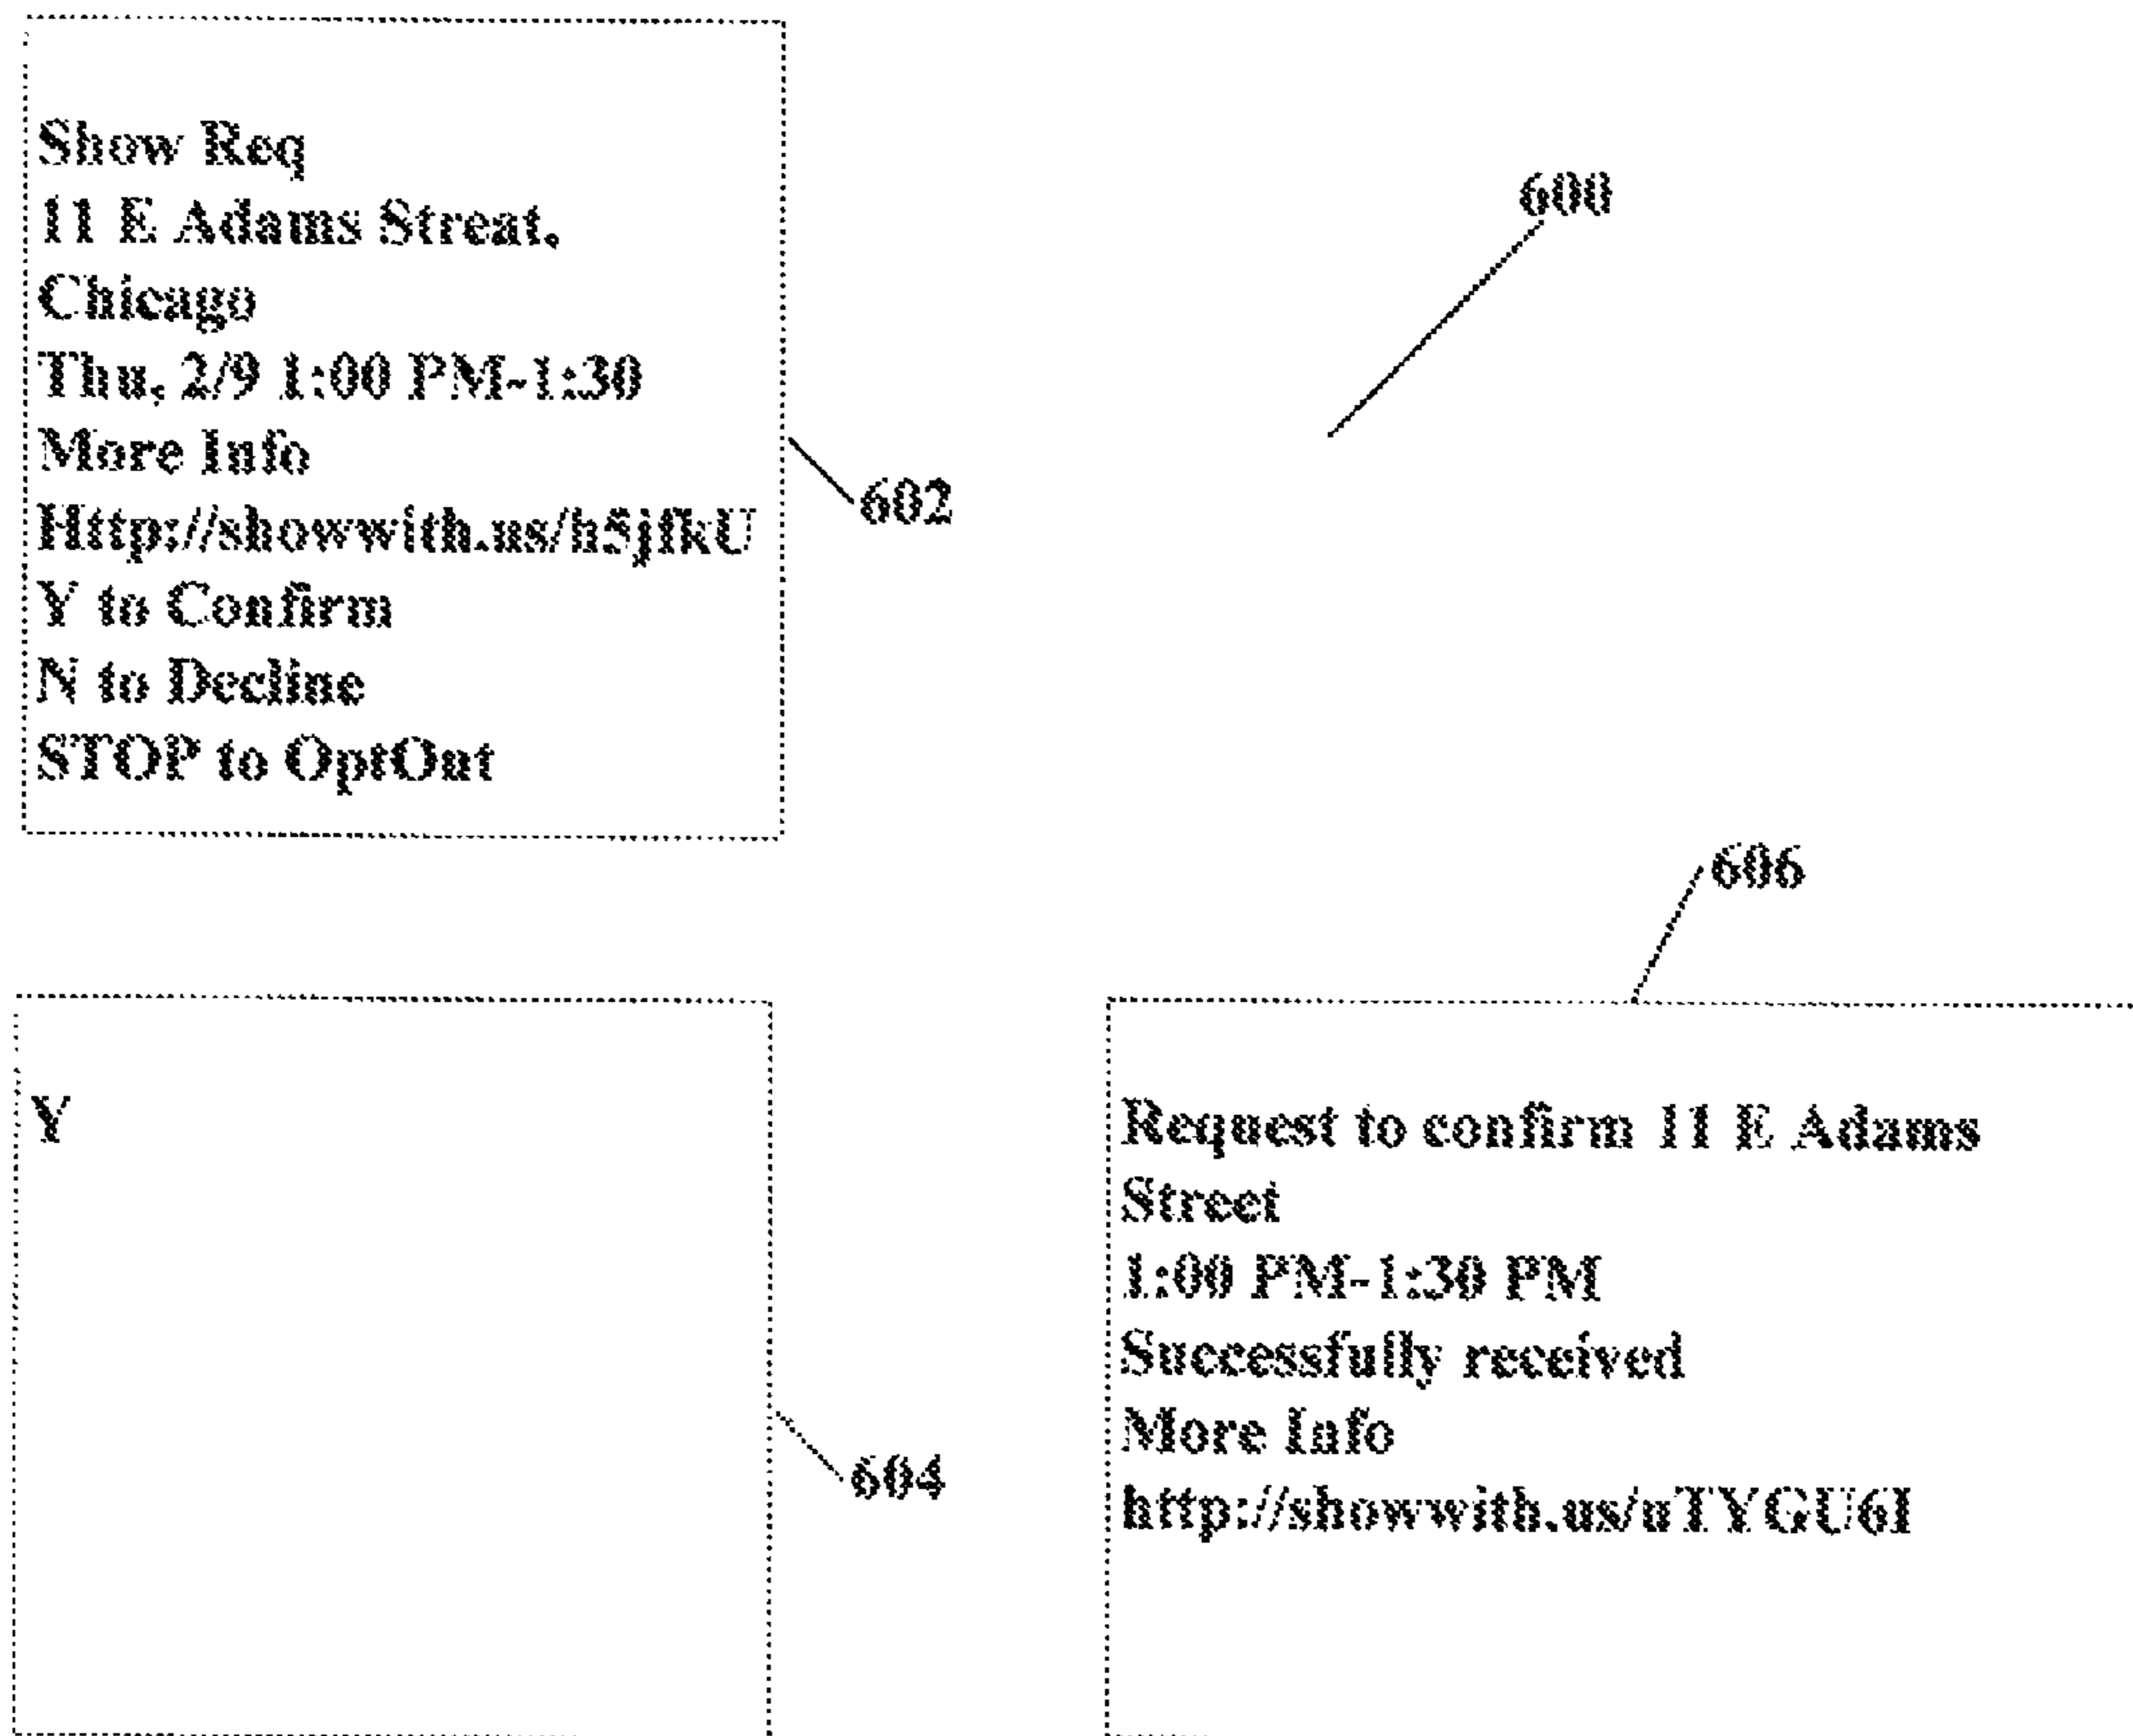 Show Req
11 E Adams Streat,
Chicago
600
Thu, 2/9 1:00 PM-1:30
More Info
602
Http://showwith.us/h5jfkU
Y to Confirm
N to Decline
STOP to OptOut
606
Y
604
Request to confirm 11 E Adams
Street
1:00 PM-1:30 PM
Successfully received
More Info
http://showwith.us/uTYGU6I